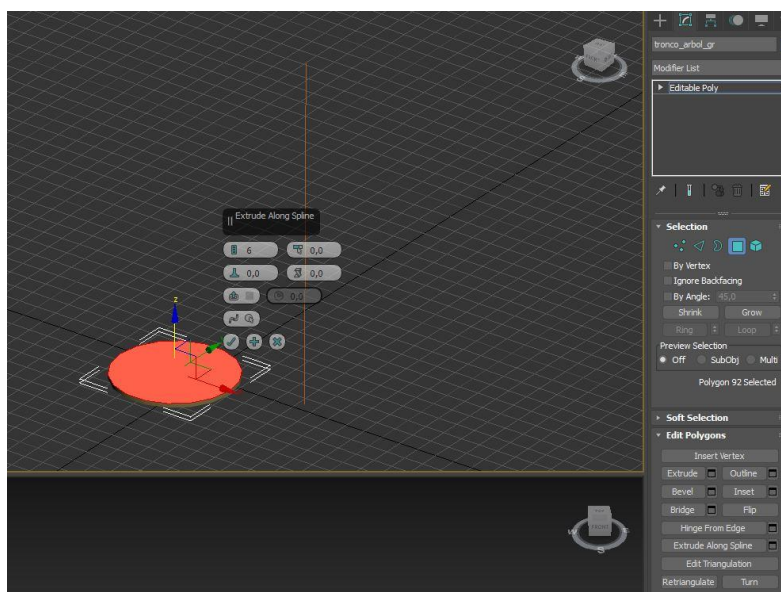 tronco_arbol_gr
Modifier List
Editable Poly
z
Extrude Along Spline
6
0,0
0,0
0,0
0,0
Selection
By Vertex
Ignore Backfacing
By Angle: 45,0
Shrink Grow
Ring Loop
Preview Selection
Off SubObj Multi
Polygon 92 Selected
Soft Selection
Edit Polygons
Insert Vertex
Extrude Outline
Bevel Inset
Bridge Flip
Hinge From Edge
Extrude Along Spline
Edit Triangulation
Retriangulate Turn
FRONT
W
S